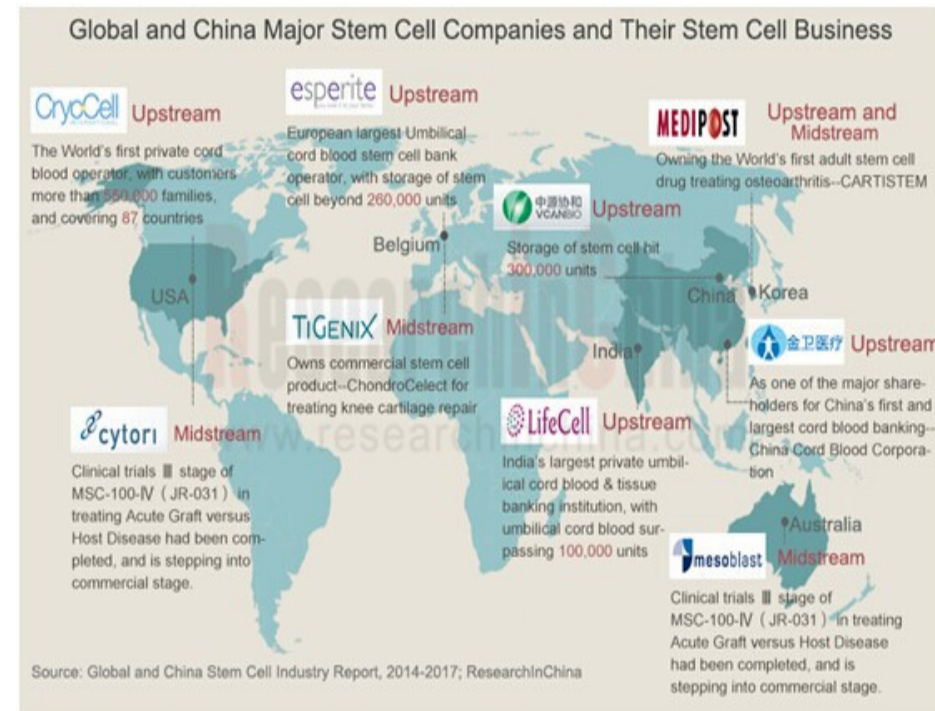 Global and China Major Stem Cell Companies and Their Stem Cell Business
CryoCell
INTERNATIONAL
Upstream
The World's first private cord
blood operator, with customers
more than 550,000 families,
and covering 87 countries
esperite
Upstream
European largest Umbilical
cord blood stem cell bank
operator, with storage of stem
cell beyond 260,000 units
MEDIPOST
Upstream and
Midstream
Owning the World's first adult stem cell
drug treating osteoarthritis--CARTISTEM
中源协和
VCANBIO
Upstream
Storage of stem cell hit
300,000 units
Belgium
USA
China
Korea
India
TiGENIX Midstream
Owns commercial stem cell
product--ChondroCelect for
treating knee cartilage repair
金卫医疗 Upstream
As one of the major share-
holders for China's first and
largest cord blood banking--
China Cord Blood Corpora-
tion
cytori Midstream
Clinical trials Ⅲ stage of
MSC-100-Ⅳ ( JR-031 ) in
treating Acute Graft versus
Host Disease had been com-
pleted, and is stepping into
commercial stage.
LifeCell Upstream
India's largest private umbil-
ical cord blood & tissue
banking institution, with
umbilical cord blood sur-
passing 100,000 units
Australia
mesoblast Midstream
Clinical trials Ⅲ stage of
MSC-100-Ⅳ ( JR-031 ) in treating
Acute Graft versus Host Disease
had been completed, and is
stepping into commercial stage.
ResearchInChina
www.researchinchina.com
Source: Global and China Stem Cell Industry Report, 2014-2017; ResearchInChina